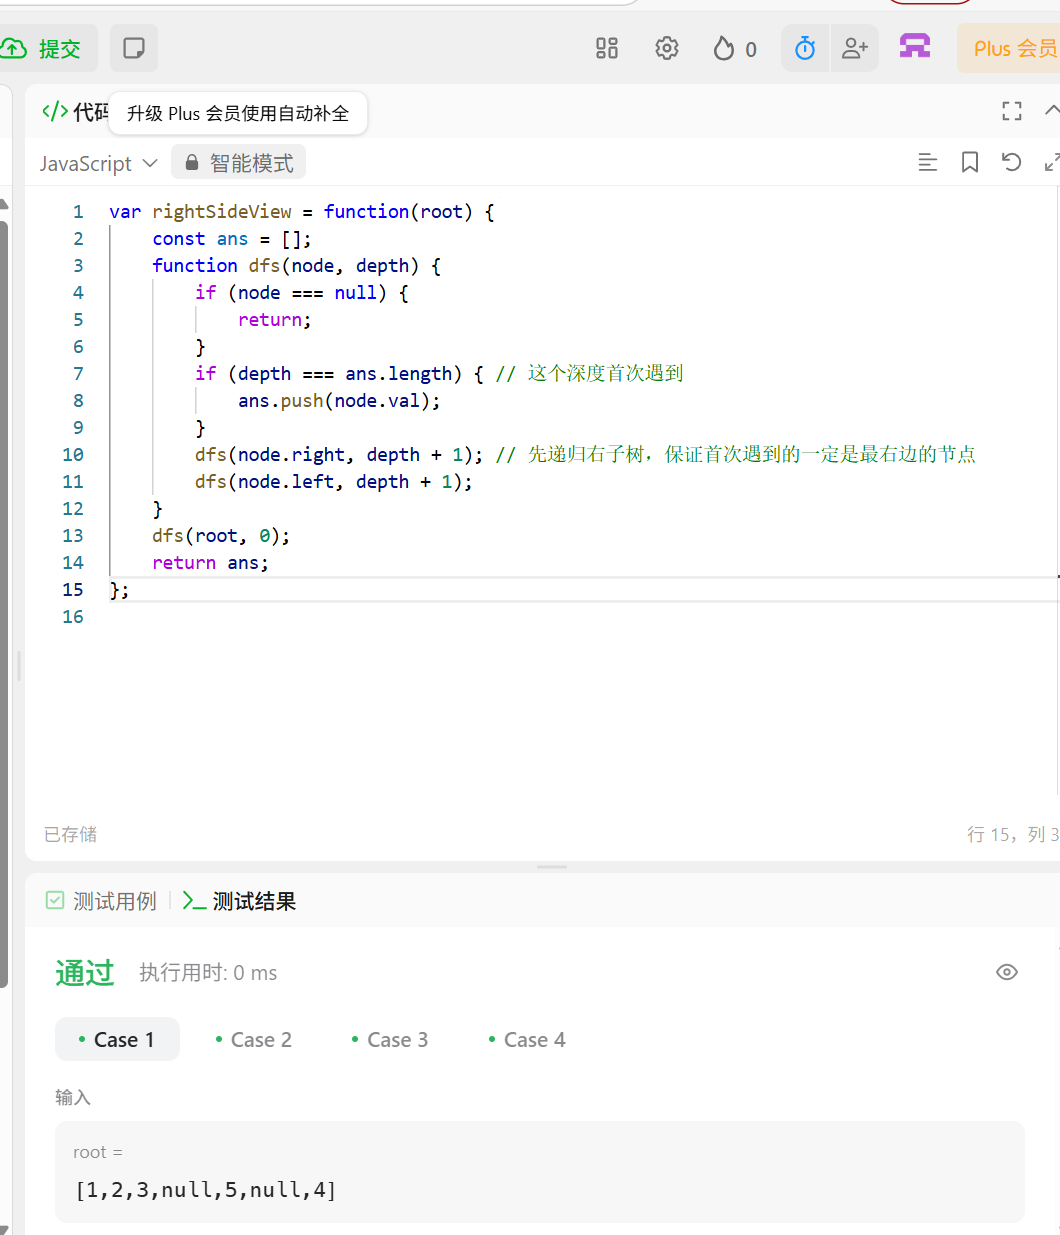 提交
0
Plus 会员
代码
升级 Plus 会员使用自动补全
JavaScript
智能模式
1 var rightSideView = function(root) {
2     const ans = [];
3     function dfs(node, depth) {
4         if (node === null) {
5             return;
6         }
7         if (depth === ans.length) { // 这个深度首次遇到
8             ans.push(node.val);
9         }
10         dfs(node.right, depth + 1); // 先递归右子树，保证首次遇到的一定是最右边的节点
11         dfs(node.left, depth + 1);
12     }
13     dfs(root, 0);
14     return ans;
15 };
16
已存储
行 15，列 3
测试用例
测试结果
通过
执行用时: 0 ms
Case 1
Case 2
Case 3
Case 4
输入
root =
[1,2,3,null,5,null,4]